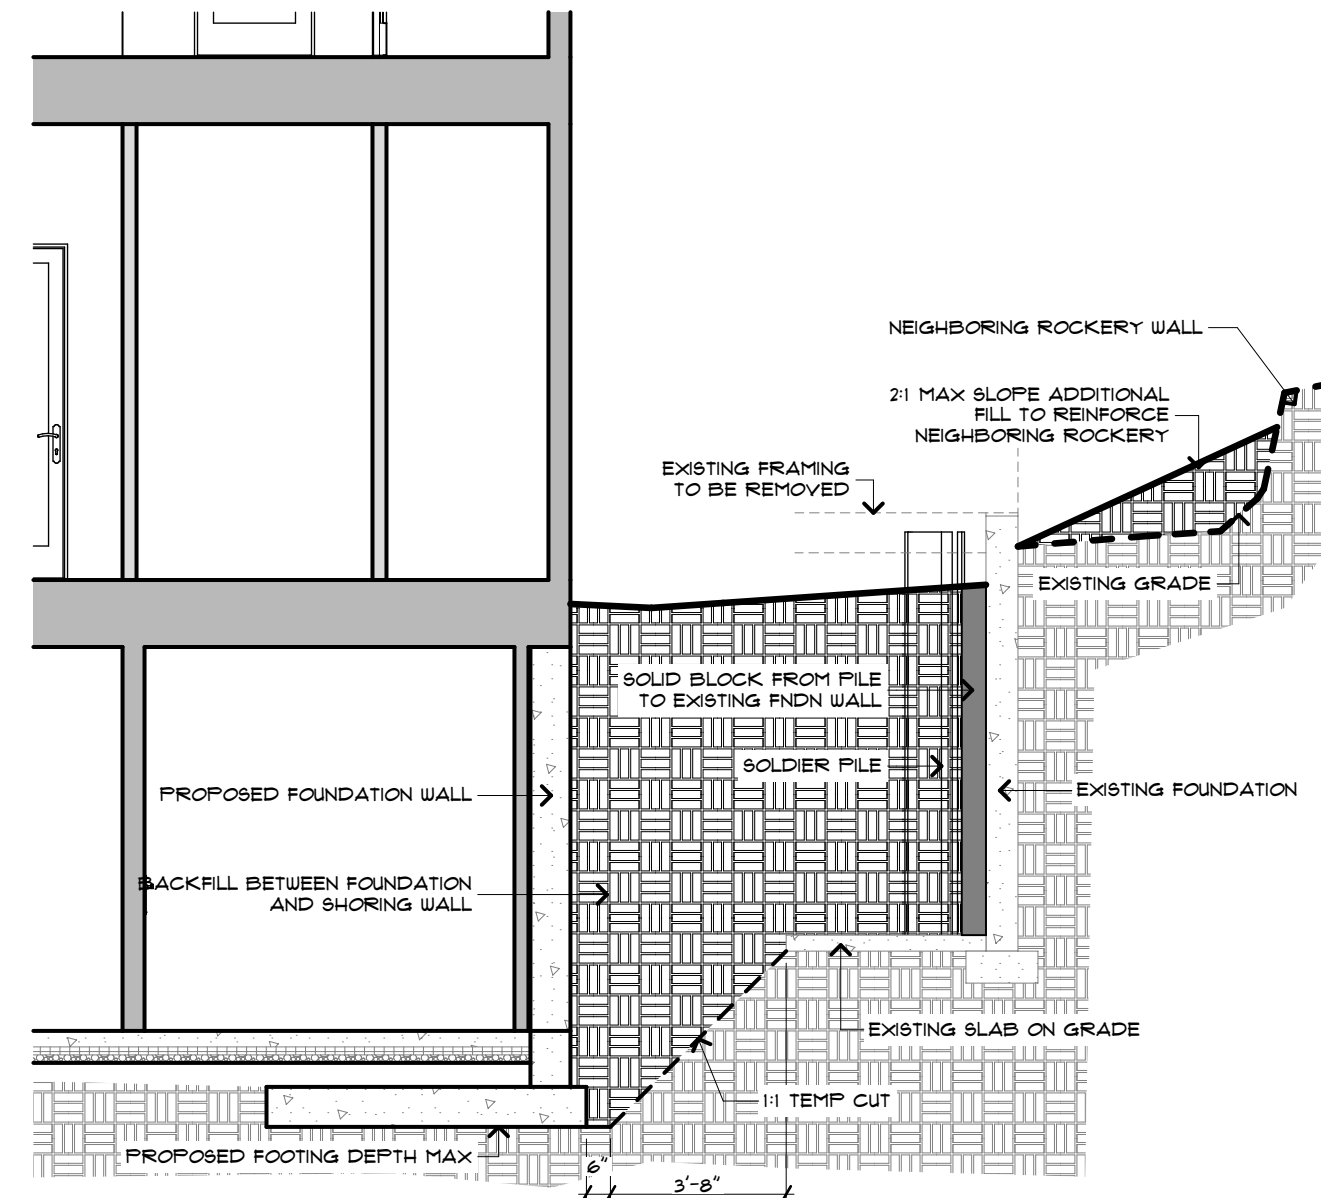 NEIGHBORING ROCKERY WALL
2:1 MAX SLOPE ADDITIONAL
FILL TO REINFORCE
NEIGHBORING ROCKERY
EXISTING FRAMING
TO BE REMOVED
EXISTING GRADE
SOLID BLOCK FROM PILE
TO EXISTING FNDN WALL
SOLDIER PILE
PROPOSED FOUNDATION WALL
EXISTING FOUNDATION
BACKFILL BETWEEN FOUNDATION
AND SHORING WALL
EXISTING SLAB ON GRADE
1:1 TEMP CUT
PROPOSED FOOTING DEPTH MAX
6"
3'-8"